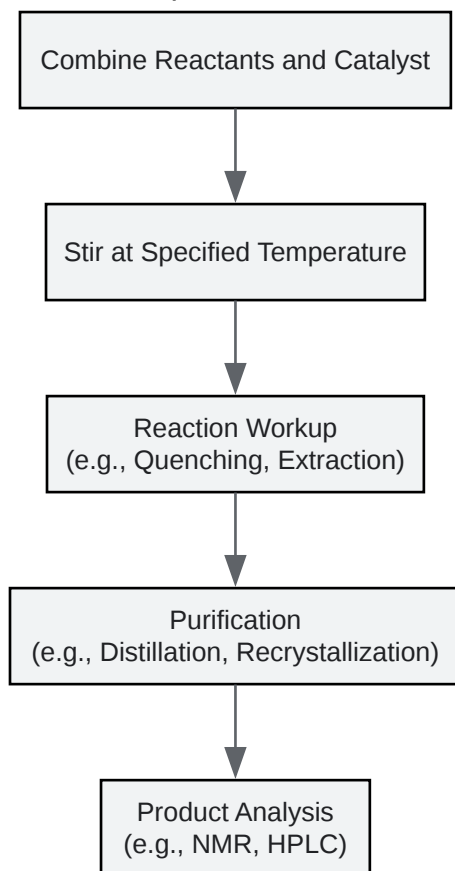 Combine Reactants and Catalyst
Stir at Specified Temperature
Reaction Workup
(e.g., Quenching, Extraction)
Purification
(e.g., Distillation, Recrystallization)
Product Analysis
(e.g., NMR, HPLC)